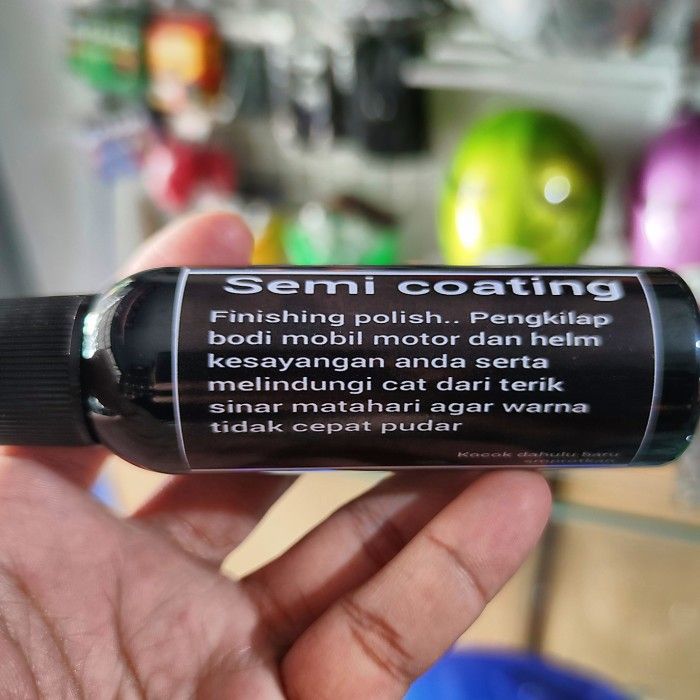 Semi coating
Finishing polish.. Pengkilap
bodi mobil motor dan helm
kesayangan anda serta
melindungi cat dari terik
sinar matahari agar warna
tidak cepat pudar
Kocok dahulu baru
semprotkan